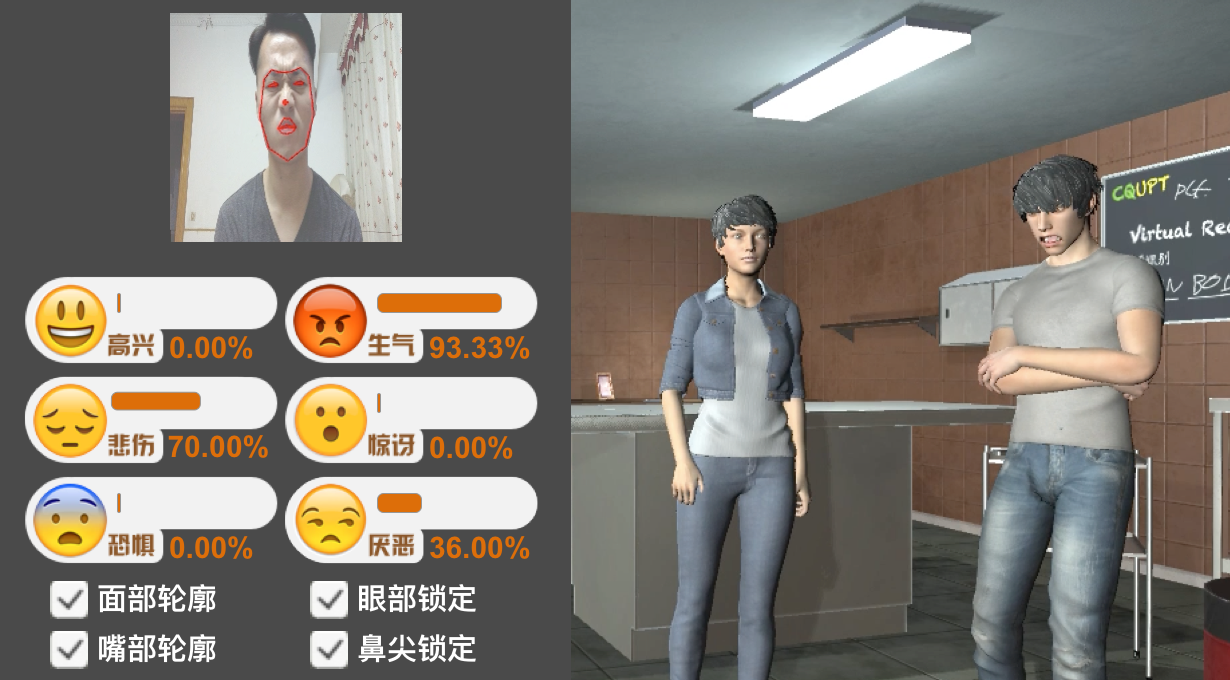 高兴 0.00%
生气 93.33%
悲伤 70.00%
惊讶 0.00%
恐惧 0.00%
厌恶 36.00%
面部轮廓
眼部锁定
嘴部轮廓
鼻尖锁定
CQUPT
Virtual